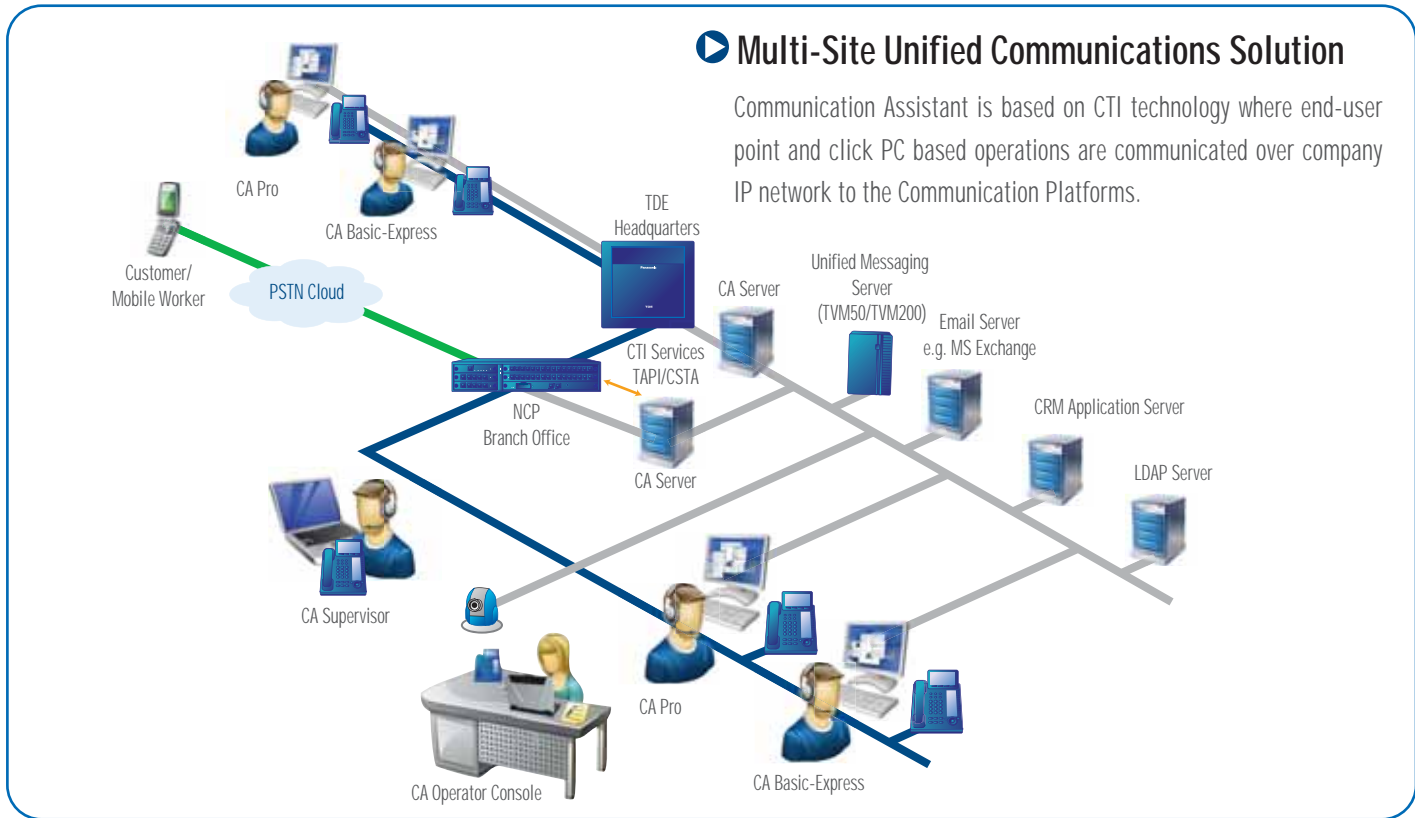 Multi-Site Unified Communications Solution
Communication Assistant is based on CTI technology where end-user
point and click PC based operations are communicated over company
IP network to the Communication Platforms.
CA Pro
CA Basic-Express
TDE
Headquarters
Customer/
Mobile Worker
PSTN Cloud
Panasonic
CA Server
Unified Messaging
Server
(TVM50/TVM200)
Email Server
e.g. MS Exchange
CTI Services
TAPI/CSTA
CRM Application Server
NCP
Branch Office
CA Server
LDAP Server
CA Supervisor
CA Pro
CA Operator Console
CA Basic-Express